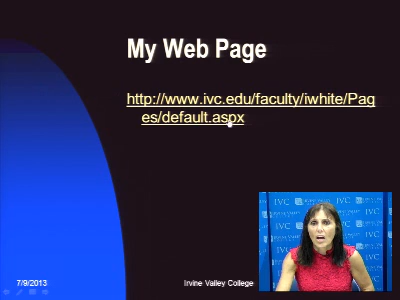 My Web Page
http://www.ivc.edu/faculty/iwhite/Pag
es/default.aspx
IVC
IVC
7/9/2013
Irvine Valley College